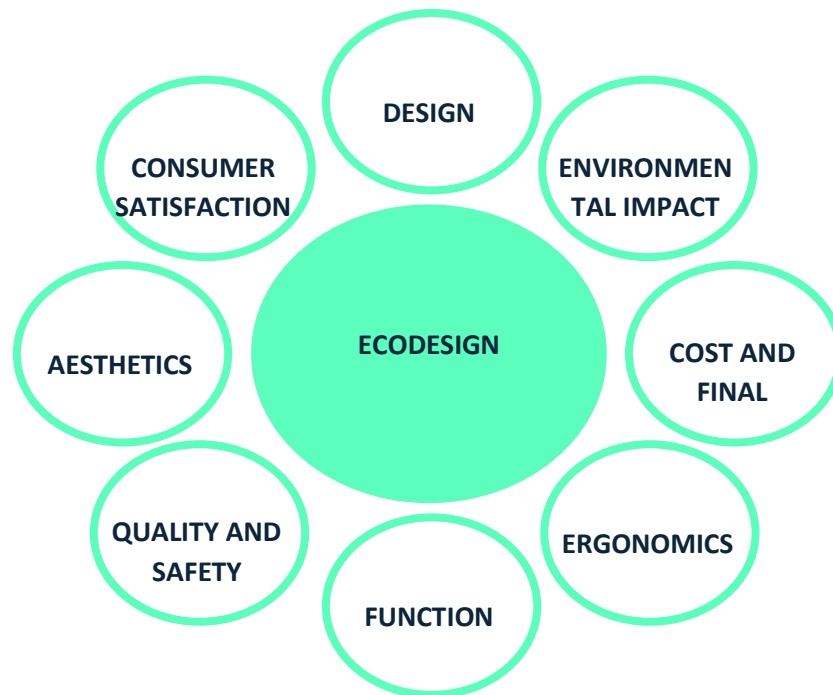 DESIGN
CONSUMER
SATISFACTION
ENVIRONMEN
TAL IMPACT
ECODESIGN
AESTHETICS
COST AND
FINAL
QUALITY AND
SAFETY
ERGONOMICS
FUNCTION